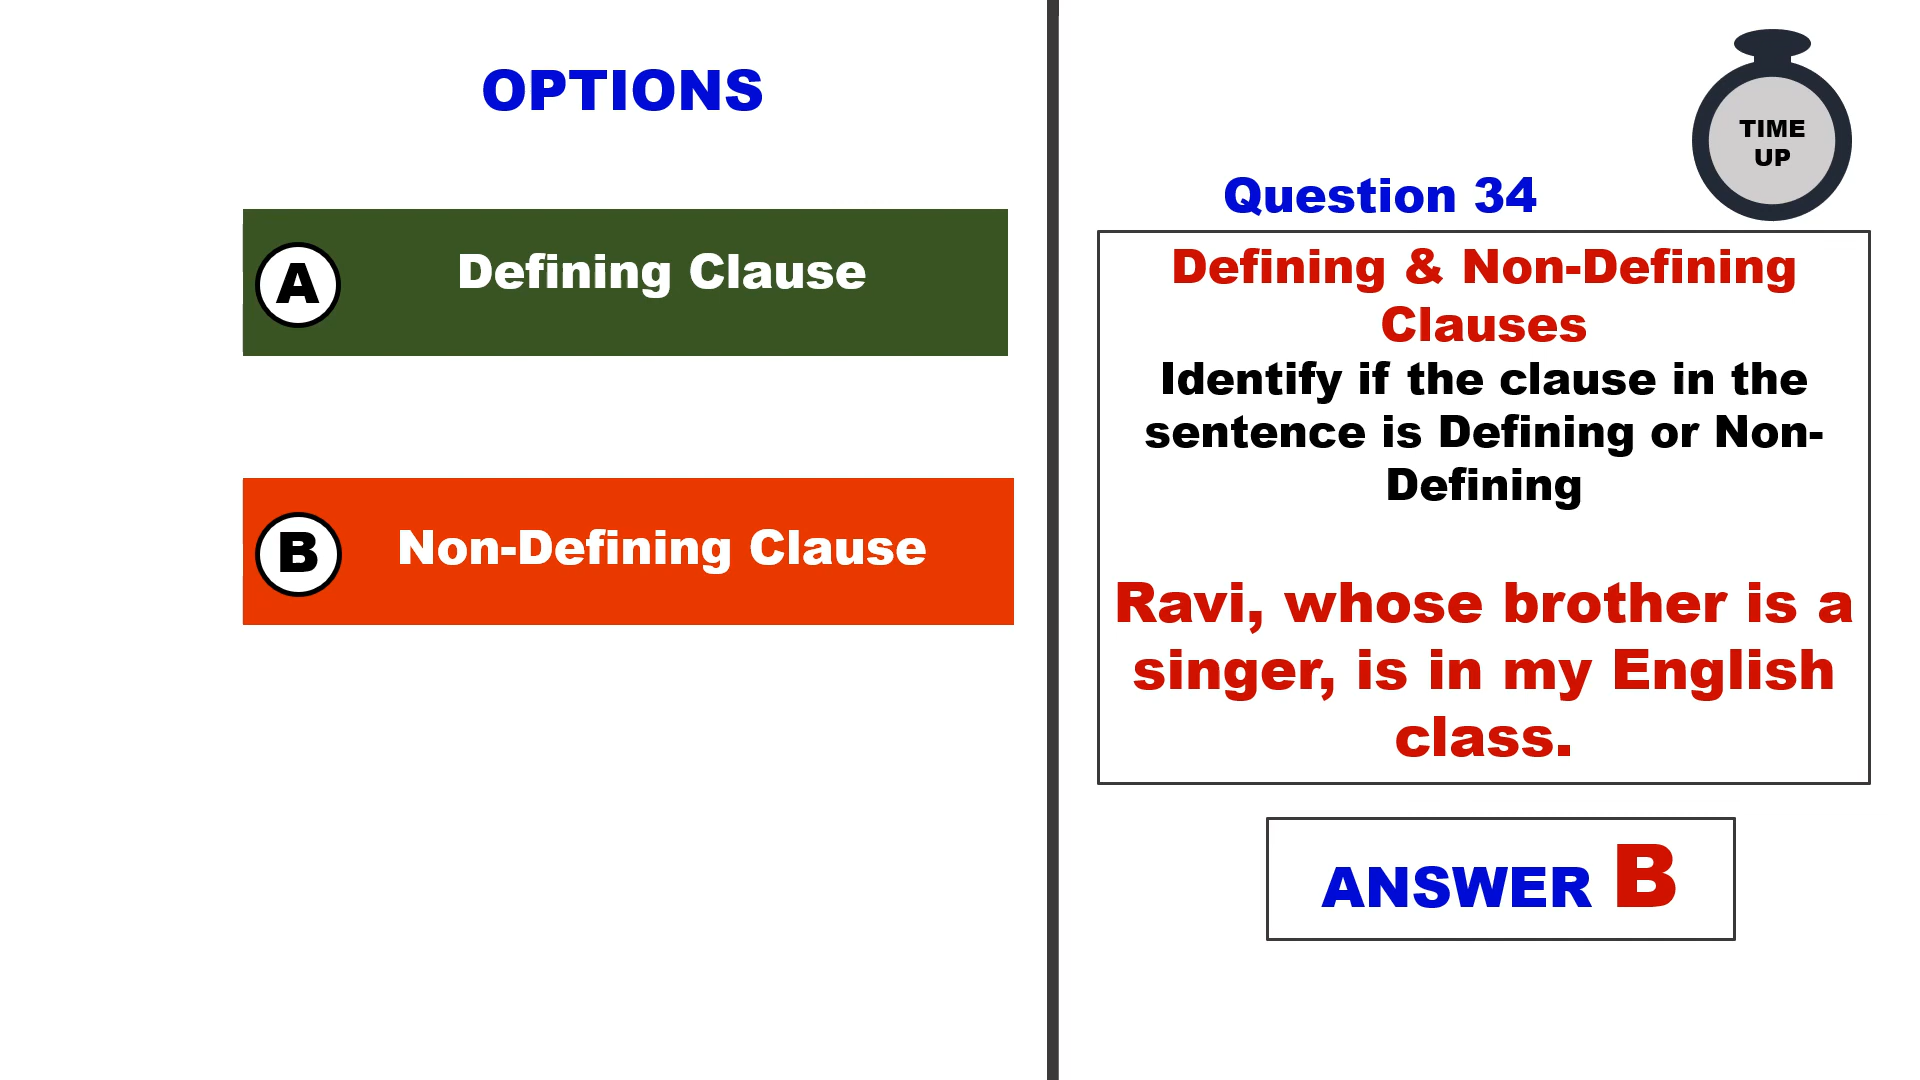 OPTIONS
A
Defining Clause
B
Non-Defining Clause
TIME
UP
Question 34
Defining & Non-Defining
Clauses
Identify if the clause in the
sentence is Defining or Non-
Defining
Ravi, whose brother is a
singer, is in my English
class.
ANSWER B